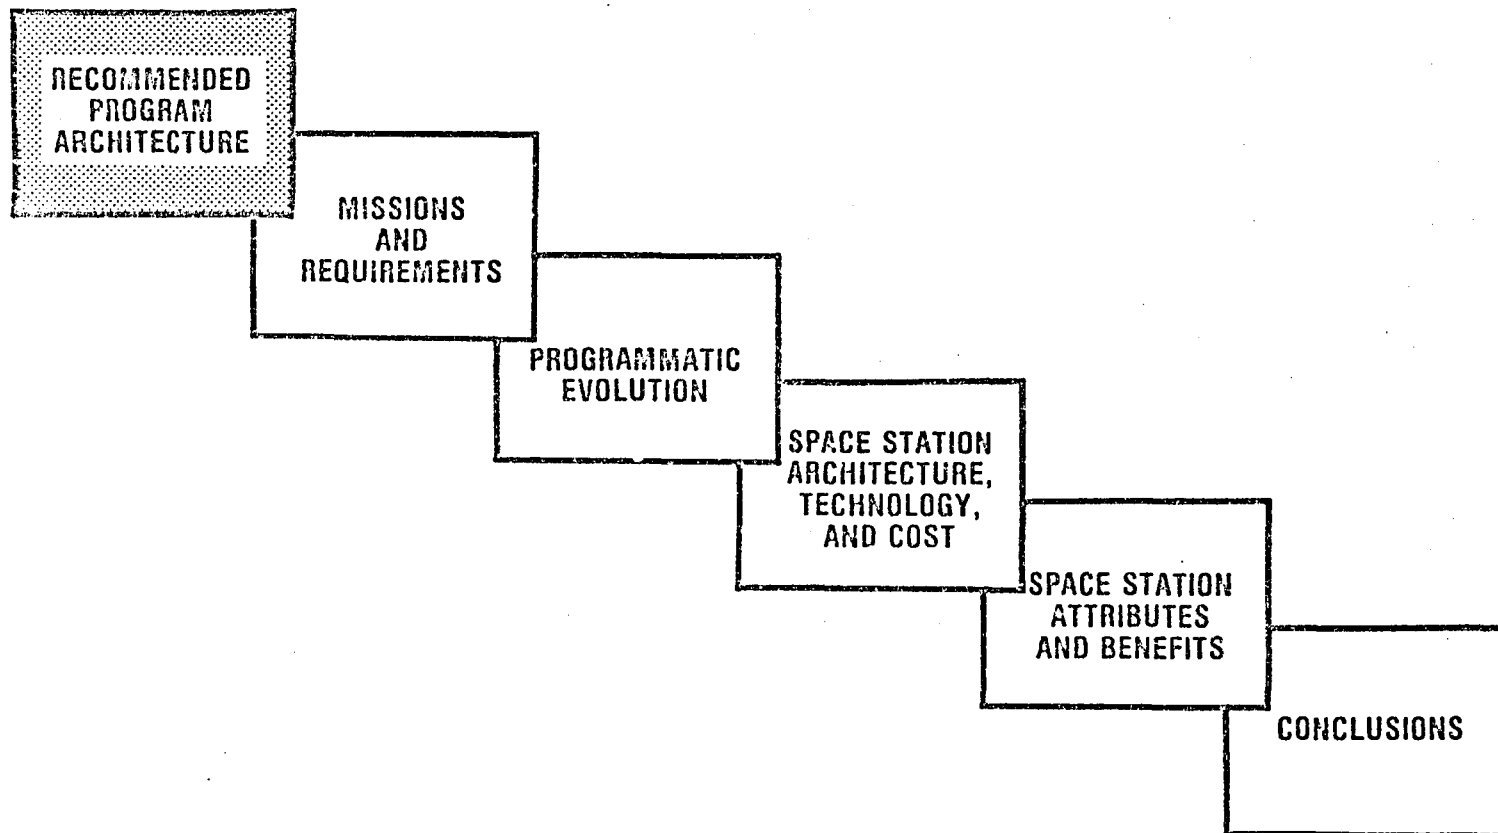 RECOMMENDED
PROGRAM
ARCHITECTURE
MISSIONS
AND
REQUIREMENTS
PROGRAMMATIC
EVOLUTION
SPACE STATION
ARCHITECTURE,
TECHNOLOGY,
AND COST
SPACE STATION
ATTRIBUTES
AND BENEFITS
CONCLUSIONS